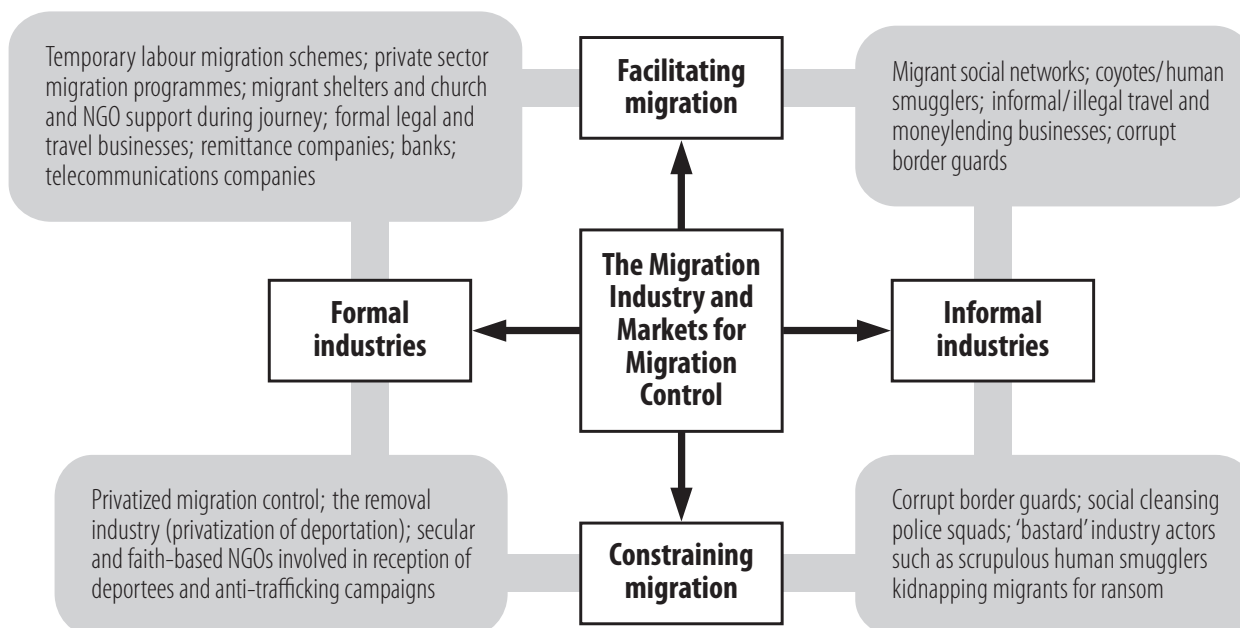 Temporary labour migration schemes; private sector
migration programmes; migrant shelters and church
and NGO support during journey; formal legal and
travel businesses; remittance companies; banks;
telecommunications companies
Facilitating
migration
Migrant social networks; coyotes/human
smugglers; informal/illegal travel and
moneylending businesses; corrupt
border guards
Formal
industries
The Migration
Industry and
Markets for
Migration
Control
Informal
industries
Privatized migration control; the removal
industry (privatization of deportation); secular
and faith-based NGOs involved in reception of
deportees and anti-trafficking campaigns
Constraining
migration
Corrupt border guards; social cleansing
police squads; ‘bastard’ industry actors
such as scrupulous human smugglers
kidnapping migrants for ransom